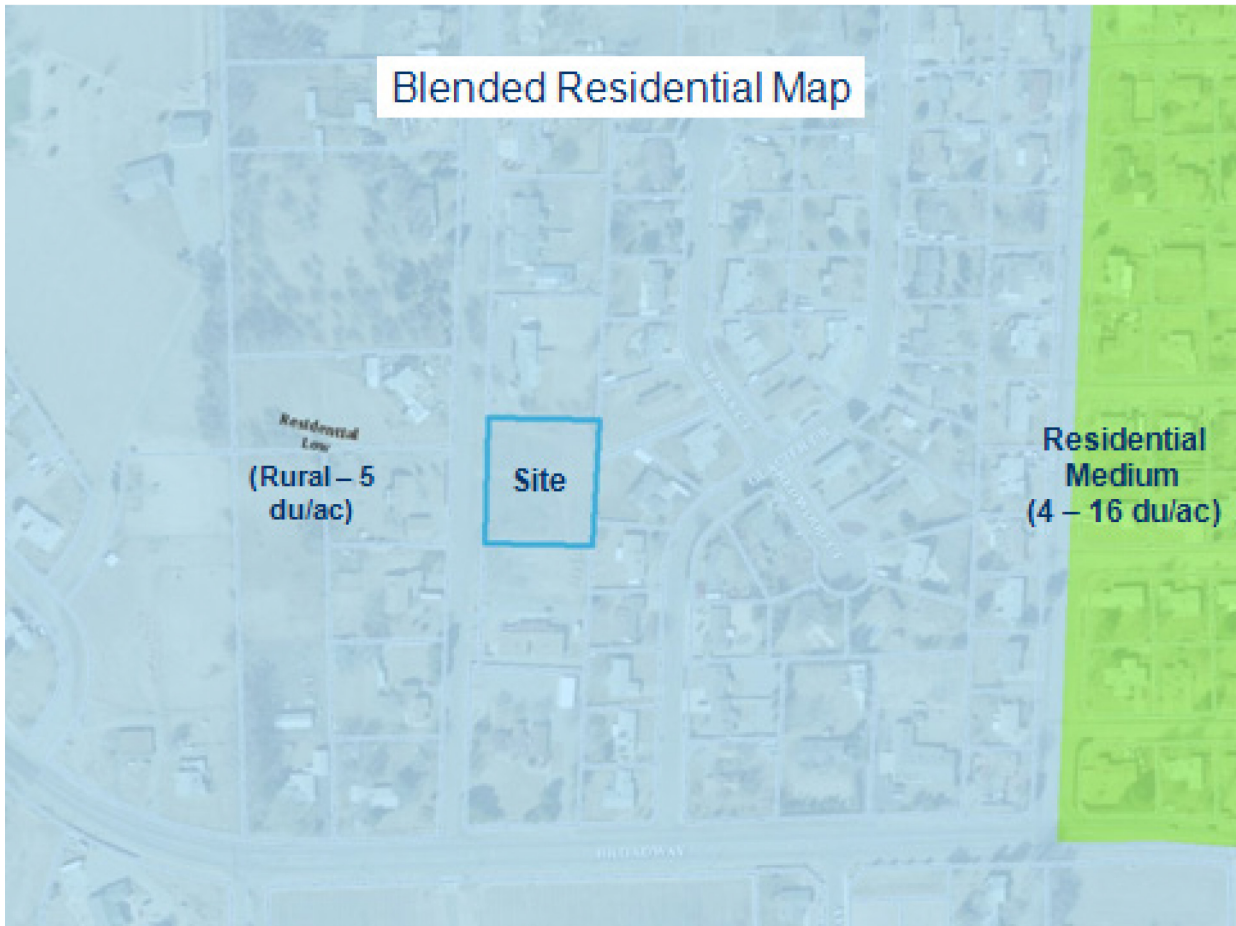 Blended Residential Map
Residential
Low
(Rural – 5
du/ac)
Site
Residential
Medium
(4 – 16 du/ac)
BROADWAY